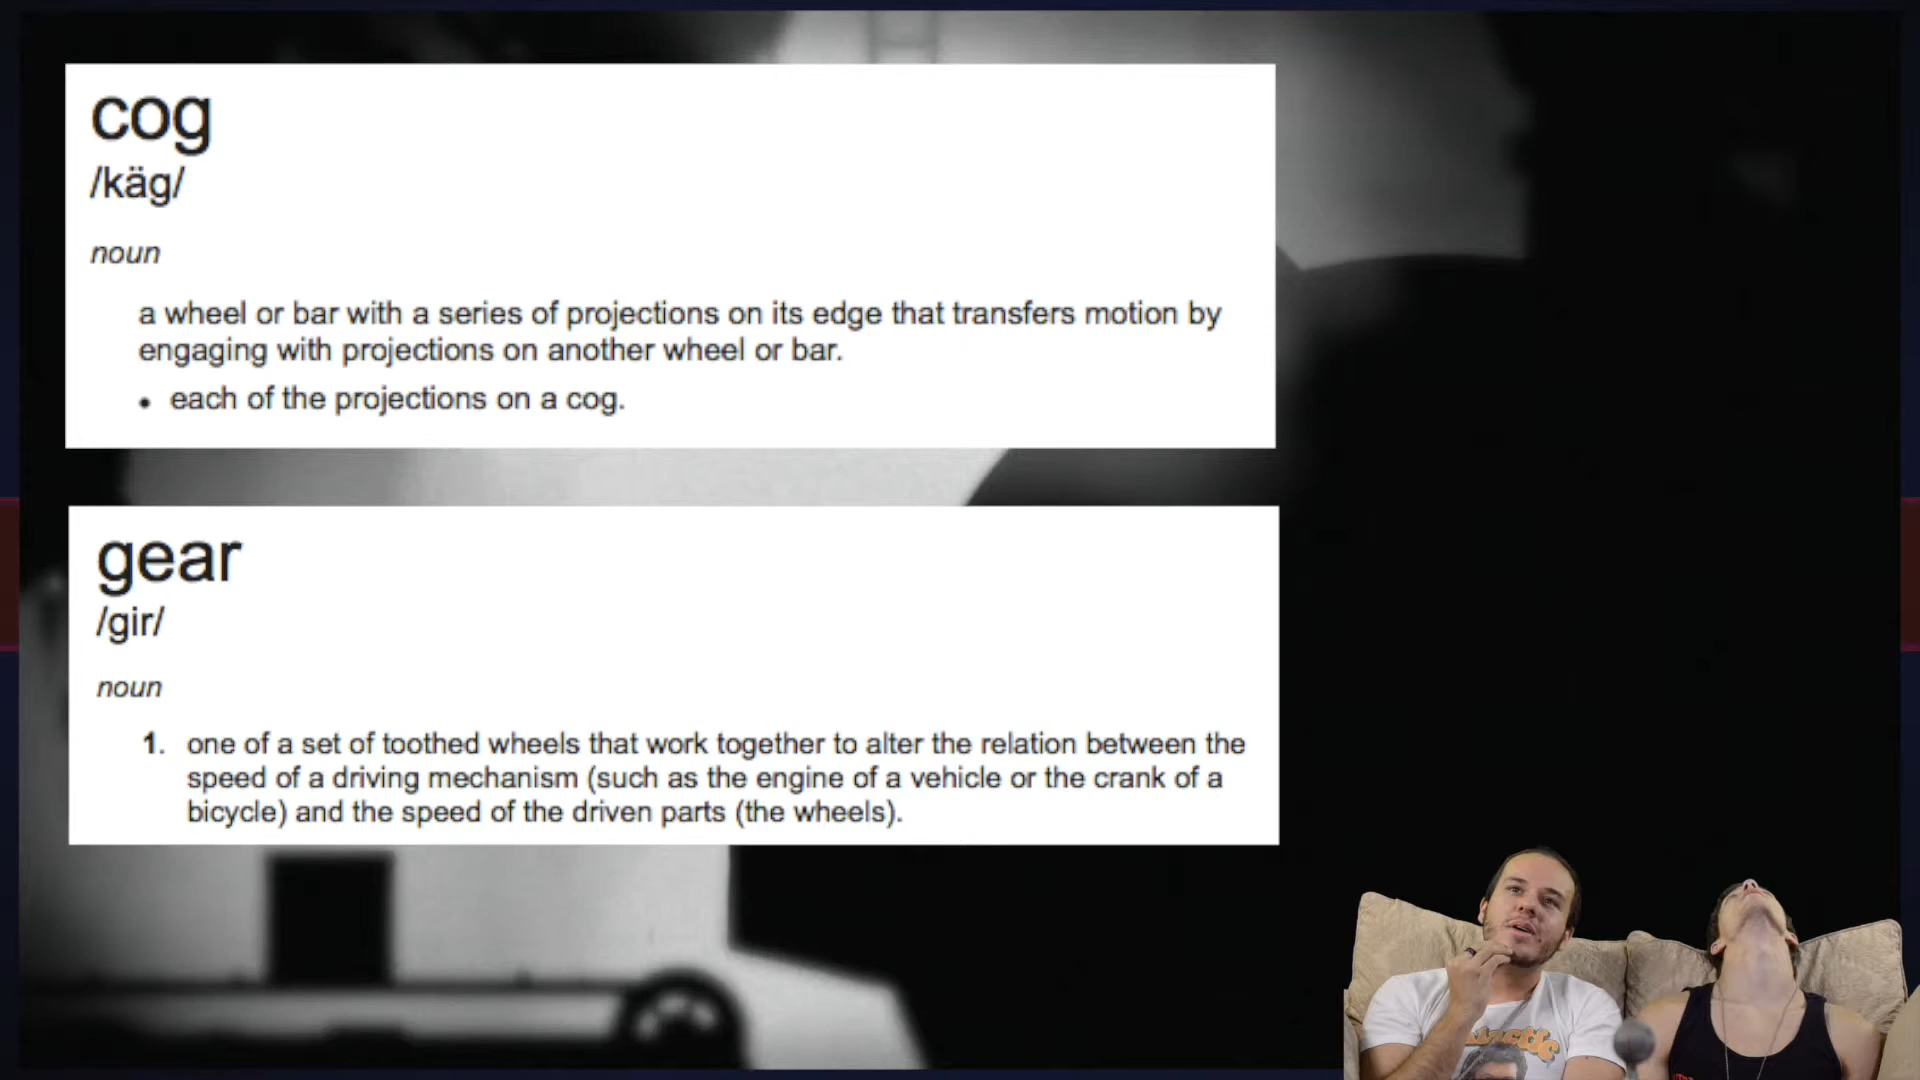 cog
/käg/
noun
a wheel or bar with a series of projections on its edge that transfers motion by
engaging with projections on another wheel or bar.
• each of the projections on a cog.
gear
/gir/
noun
1. one of a set of toothed wheels that work together to alter the relation between the
speed of a driving mechanism (such as the engine of a vehicle or the crank of a
bicycle) and the speed of the driven parts (the wheels).